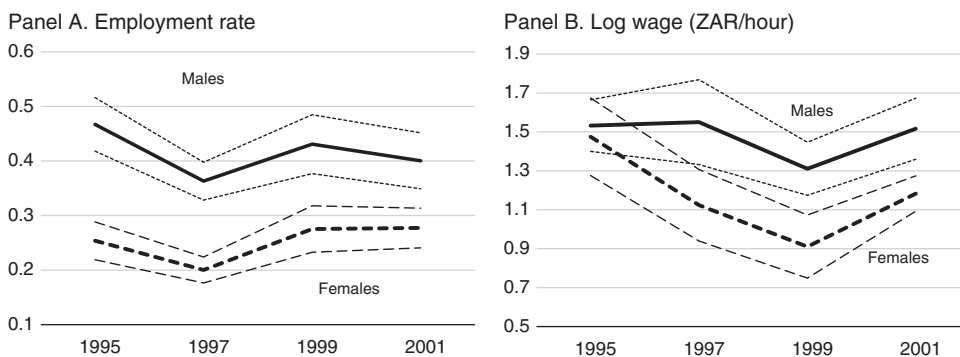 Panel A. Employment rate
0.6
0.5
0.4
0.3
0.2
0.1
Males
Females
1995 1997 1999 2001
Panel B. Log wage (ZAR/hour)
1.9
1.7
1.5
1.3
1.1
0.9
0.7
0.5
Males
Females
1995 1997 1999 2001